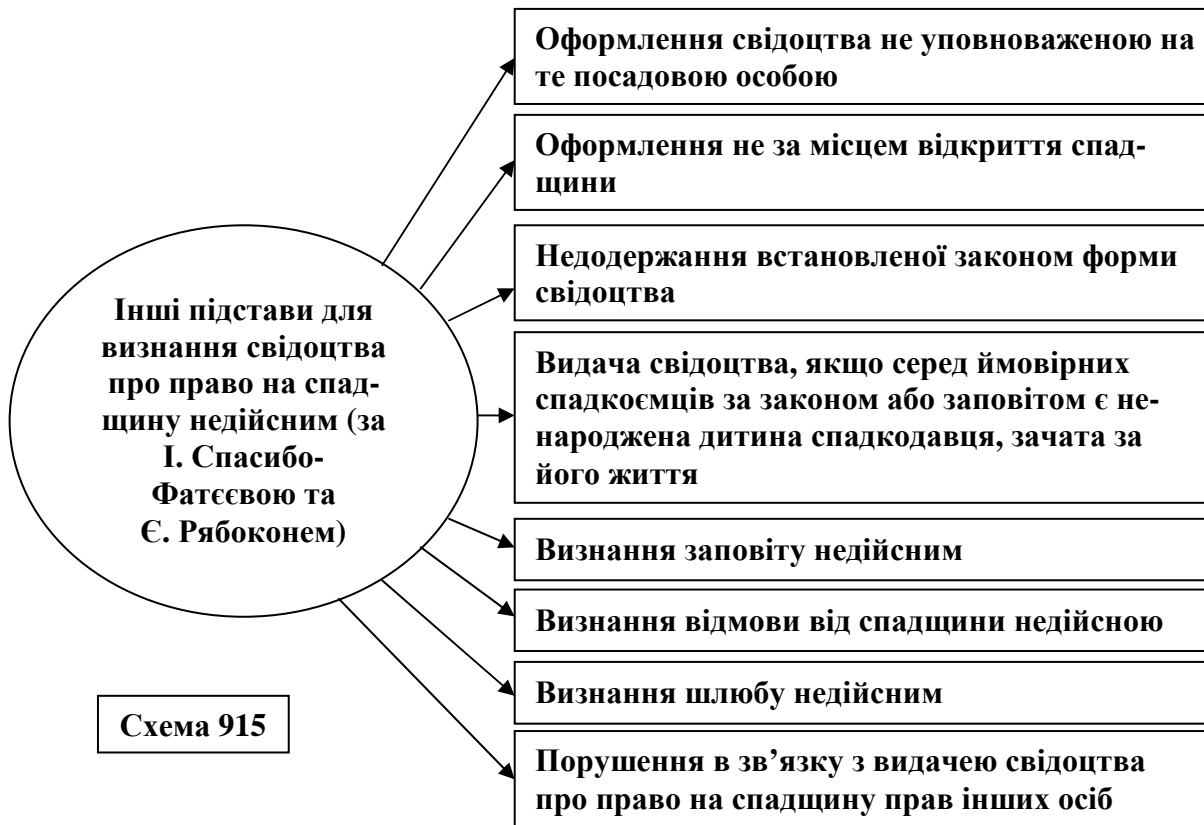 Інші підстави для
визнання свідоцтва
про право на спад-
щину недійсним (за
І. Спасибо-
Фатєєвою та
Є. Рябоконем)
Оформлення свідоцтва не уповноваженою на
те посадовою особою
Оформлення не за місцем відкриття спад-
щини
Недодержання встановленої законом форми
свідоцтва
Видача свідоцтва, якщо серед ймовірних
спадкоємців за законом або заповітом є не-
народжена дитина спадкодавця, зачата за
його життя
Визнання заповіту недійсним
Визнання відмови від спадщини недійсною
Визнання шлюбу недійсним
Порушення в зв’язку з видачею свідоцтва
про право на спадщину прав інших осіб
Схема 915